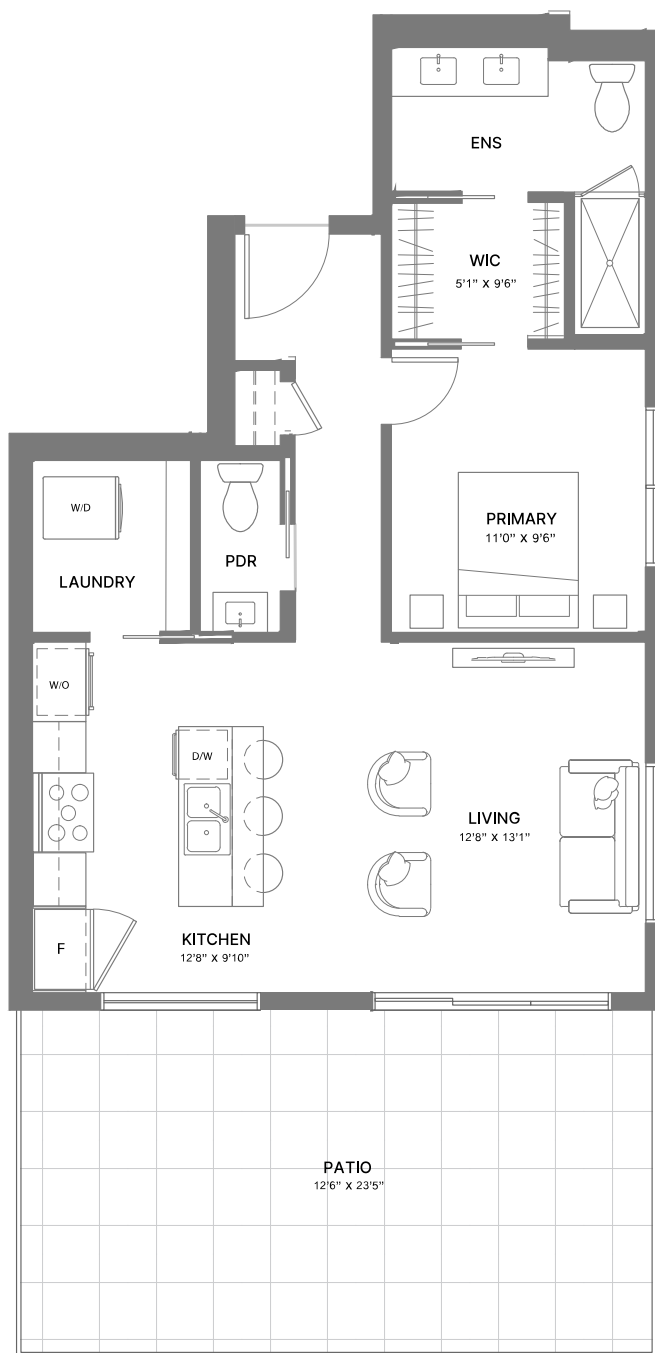 ENS
WIC
5'1" X 9'6"
PRIMARY
11'0" X 9'6"
W/D
LAUNDRY
PDR
W/O
D/W
LIVING
12'8" X 13'1"
F
KITCHEN
12'8" X 9'10"
PATIO
12'6" X 23'5"